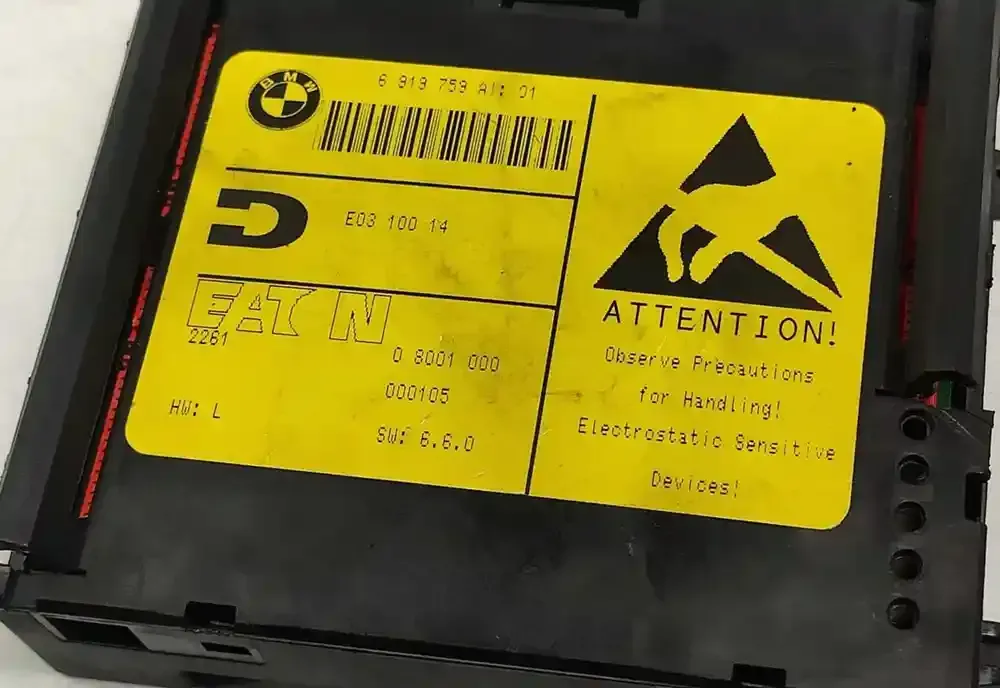 BMW
6 919 759 AI: 01
D
E03 100 14
EATON
2261
0 8001 000
000105
HW: L
SW: 6.6.0
ATTENTION!
Observe Precautions
for Handling!
Electrostatic Sensitive
Devices!